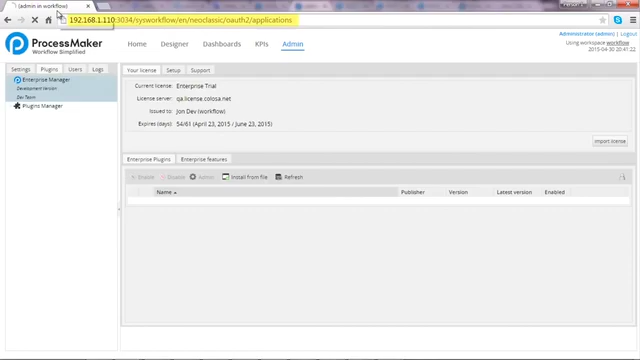 (admin in workflow)
192.168.1.110:3034/sysworkflow/en/neoclassic/oauth2/applications
ProcessMaker
Workflow Simplified
Home Designer Dashboards KPIs Admin
Administrator (admin) | Logout
Using workspace workflow
2015-04-30 20:41:22
Settings Plugins Users Logs
Enterprise Manager
Development Version
Dev Team
Plugins Manager
Your license Setup Support
Current license: Enterprise Trial
License server: qa.license.colosa.net
Issued to: Jon Dev (workflow)
Expires (days): 54/61 (April 23, 2015 / June 23, 2015)
Import license
Enterprise Plugins Enterprise features
Enable Disable Admin Install from file Refresh
Name Publisher Version Latest version Enabled